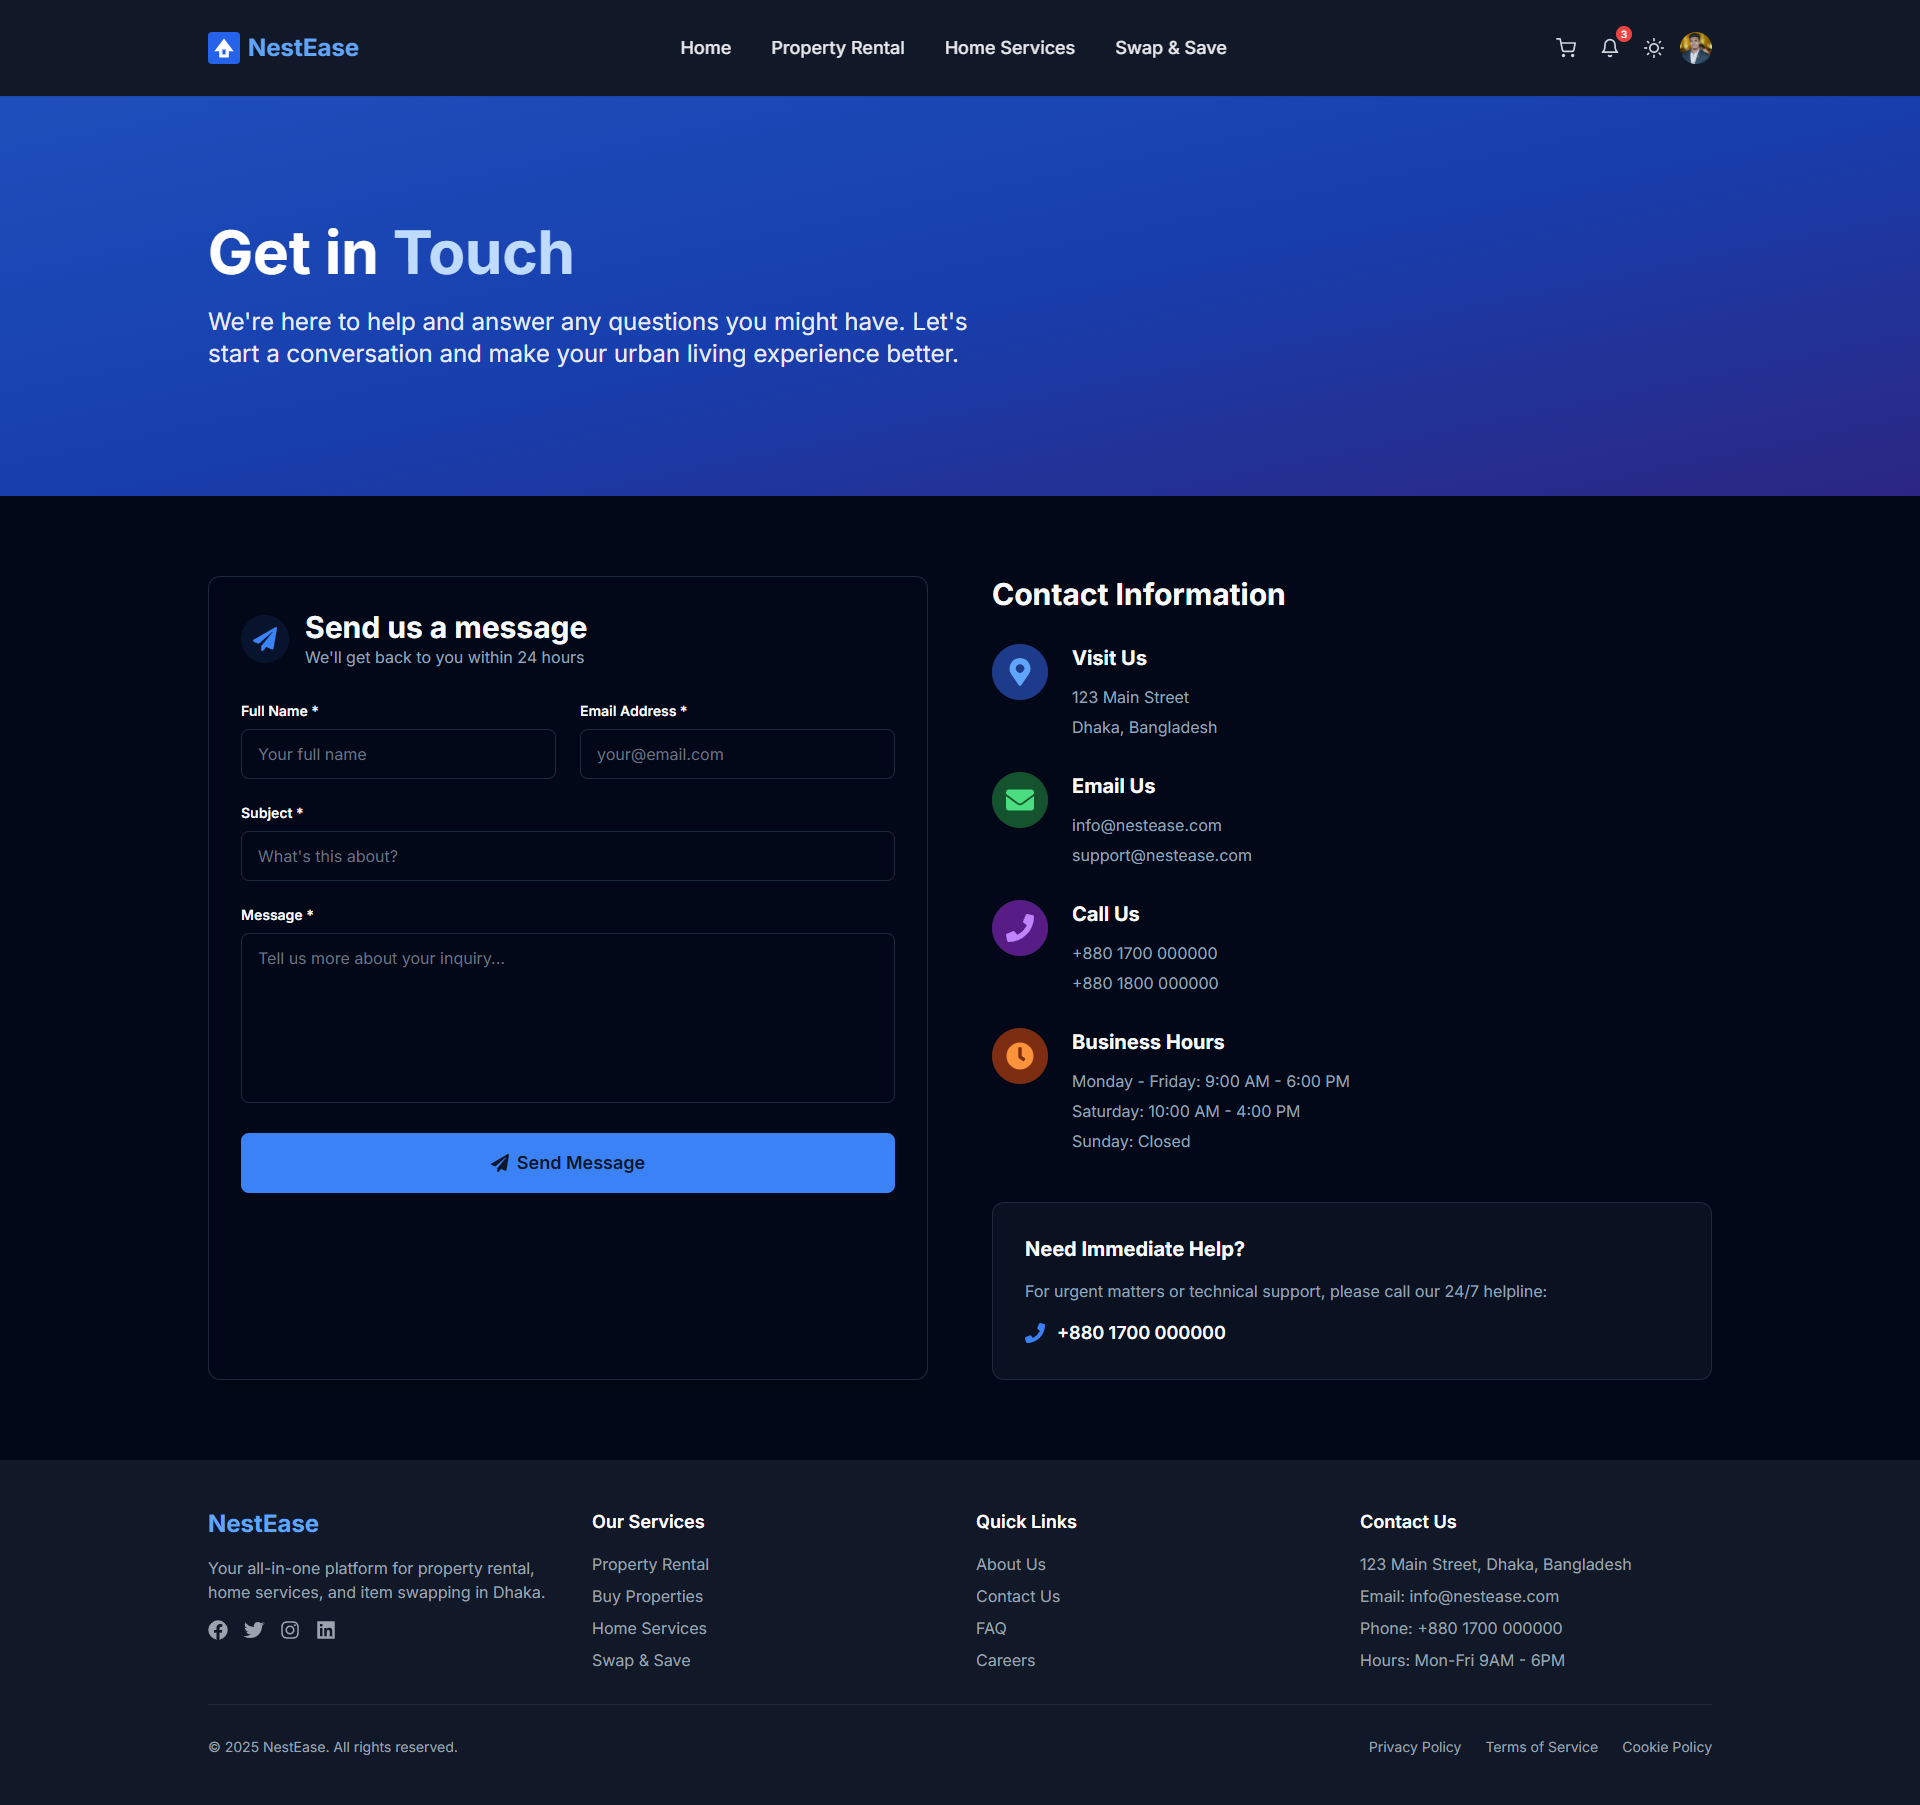 NestEase
Home
Property Rental
Home Services
Swap & Save
3
Get in Touch
We're here to help and answer any questions you might have. Let's
start a conversation and make your urban living experience better.
Send us a message
We'll get back to you within 24 hours
Full Name *
Email Address *
Your full name
your@email.com
Subject *
What's this about?
Message *
Tell us more about your inquiry...
Send Message
Contact Information
Visit Us
123 Main Street
Dhaka, Bangladesh
Email Us
info@nestease.com
support@nestease.com
Call Us
+880 1700 000000
+880 1800 000000
Business Hours
Monday - Friday: 9:00 AM - 6:00 PM
Saturday: 10:00 AM - 4:00 PM
Sunday: Closed
Need Immediate Help?
For urgent matters or technical support, please call our 24/7 helpline:
+880 1700 000000
NestEase
Your all-in-one platform for property rental,
home services, and item swapping in Dhaka.
Our Services
Property Rental
Buy Properties
Home Services
Swap & Save
Quick Links
About Us
Contact Us
FAQ
Careers
Contact Us
123 Main Street, Dhaka, Bangladesh
Email: info@nestease.com
Phone: +880 1700 000000
Hours: Mon-Fri 9AM - 6PM
© 2025 NestEase. All rights reserved.
Privacy Policy
Terms of Service
Cookie Policy